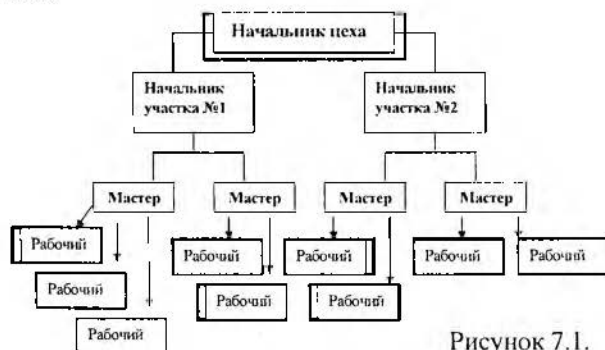 Начальник цеха
Начальник
участка №1
Начальник
участка №2
Мастер
Мастер
Мастер
Мастер
Рабочий
Рабочий
Рабочий
Рабочий
Рабочий
Рабочий
Рабочий
Рабочий
Рабочий
Рисунок 7.1.